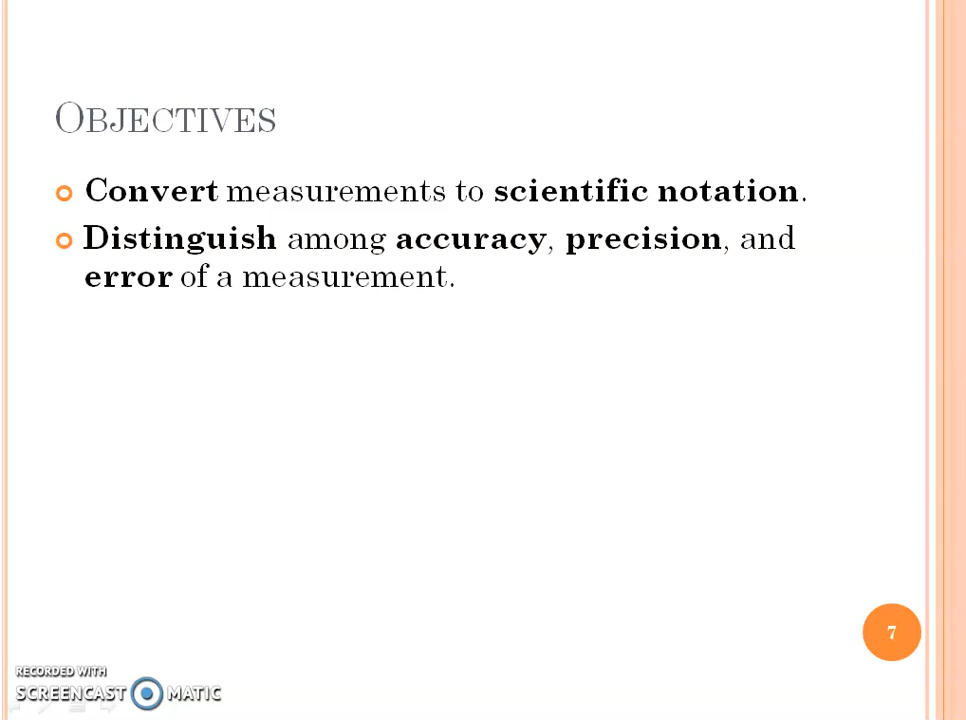 OBJECTIVES
Convert measurements to scientific notation.
Distinguish among accuracy, precision, and
error of a measurement.
7
RECORDED WITH
SCREENCAST MATIC